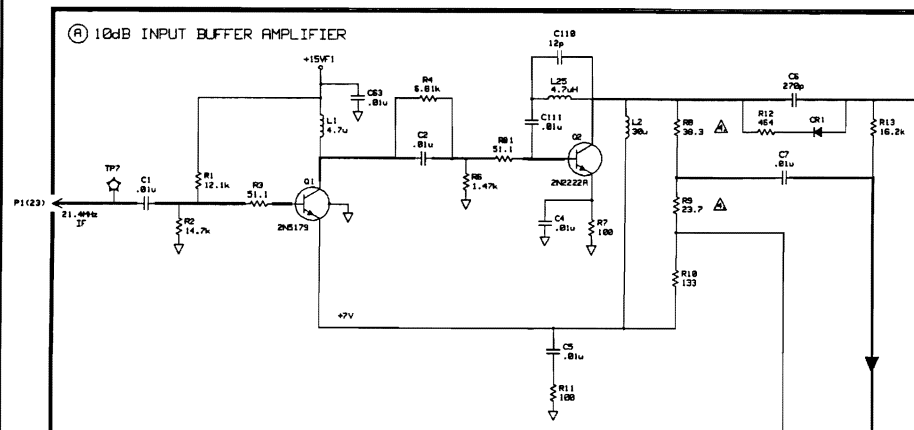 A 10dB INPUT BUFFER AMPLIFIER
+15VF1
C63
.01u
L1
4.7u
R4
6.81k
C110
12p
L25
4.7uH
C111
.01u
C6
270p
R12
464
CR1
R13
16.2k
TP7
P1(23)
21.4MHz
IF
C1
.01u
R1
12.1k
R2
14.7k
R3
51.1
Q1
2N5179
C2
.01u
R6
1.47k
R81
51.1
Q2
2N2222A
L2
30u
R8
38.3
C7
.01u
C4
.01u
R7
100
R9
23.7
R10
133
+7V
C5
.01u
R11
100